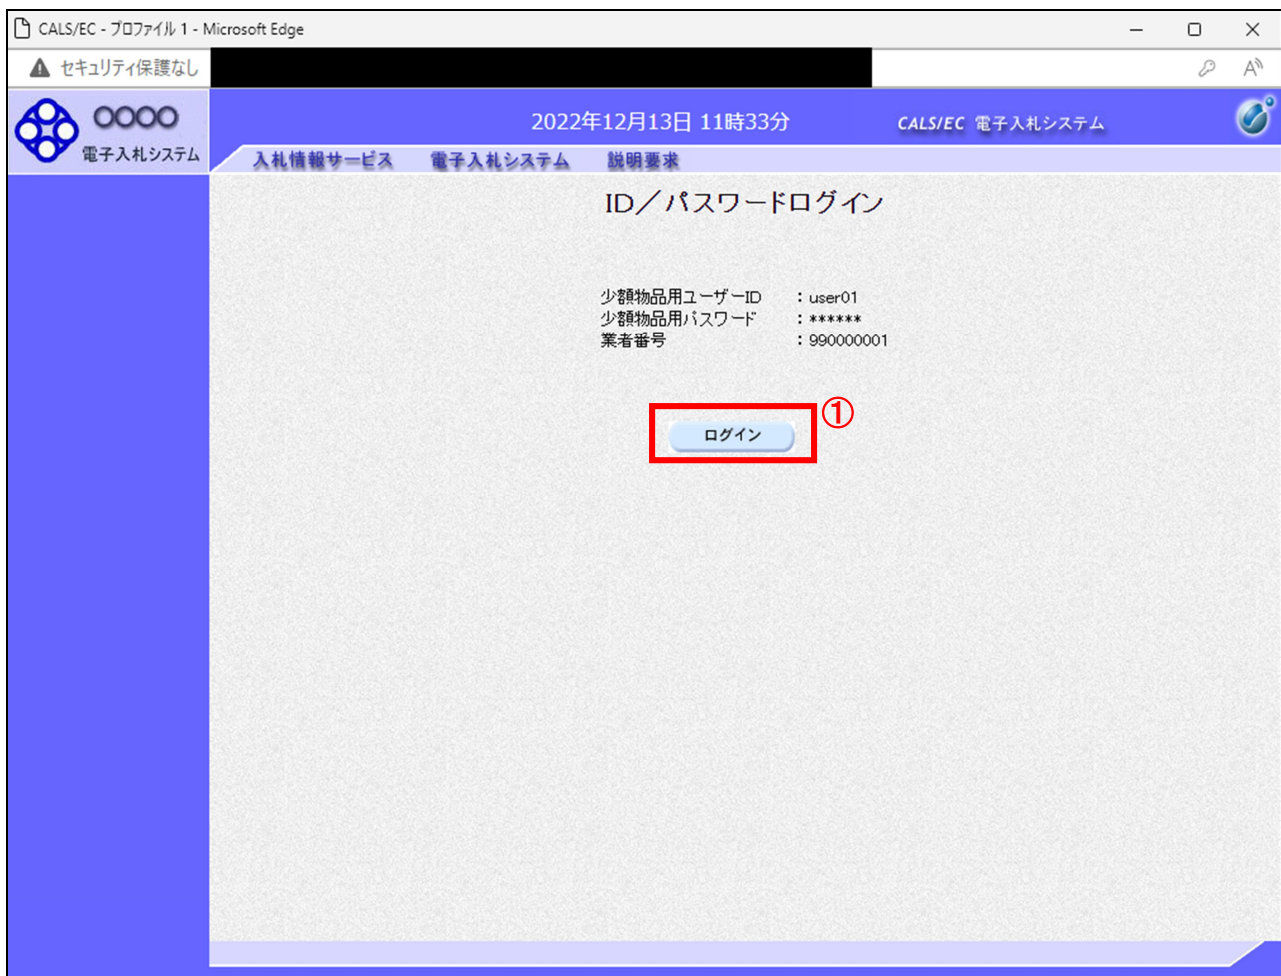 CALS/EC - プロファイル 1 - Microsoft Edge
セキュリティ保護なし
〇〇〇〇
電子入札システム
2022年12月13日 11時33分
CALS/EC 電子入札システム
入札情報サービス 電子入札システム 説明要求
ID／パスワードログイン
少額物品用ユーザーID ：user01
少額物品用パスワード ：******
業者番号 ：990000001
ログイン
①